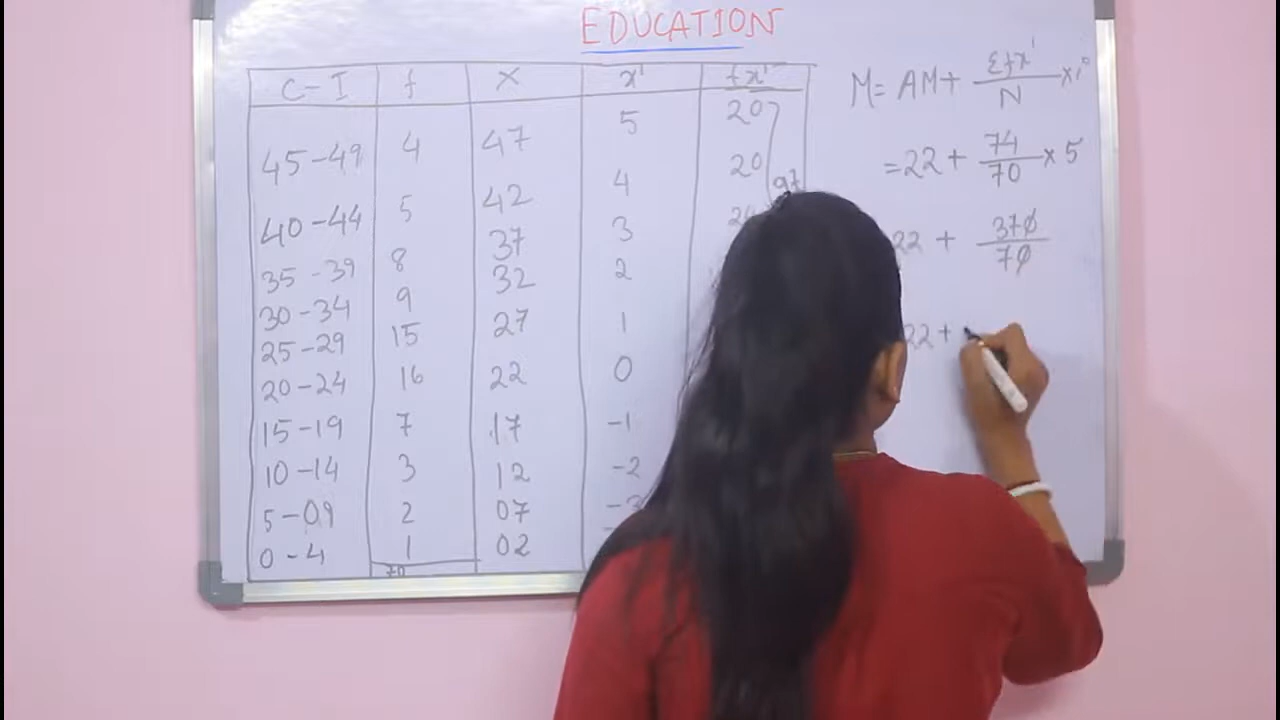 EDUCATION
C-I f X x' fx'
45-49 4 47 5 20
40-44 5 42 4 20
35-39 8 37 3 24
30-34 9 32 2
25-29 15 27 1
20-24 16 22 0
15-19 7 17 -1
10-14 3 12 -2
5-09 2 07 -3
0-4 1 02
70
97
M= AM+ Σfx'/N ×i
=22 + 74/70 ×5
22 + 370/70
22+